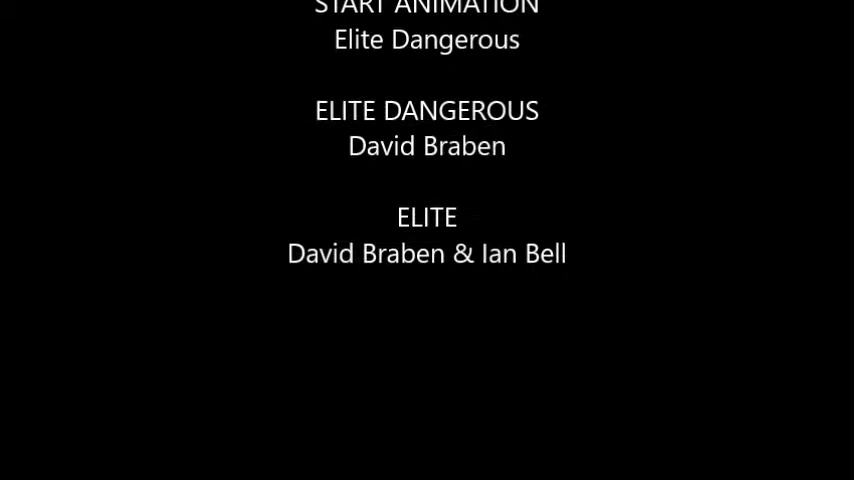 START ANIMATION
Elite Dangerous
ELITE DANGEROUS
David Braben
ELITE
David Braben & Ian Bell